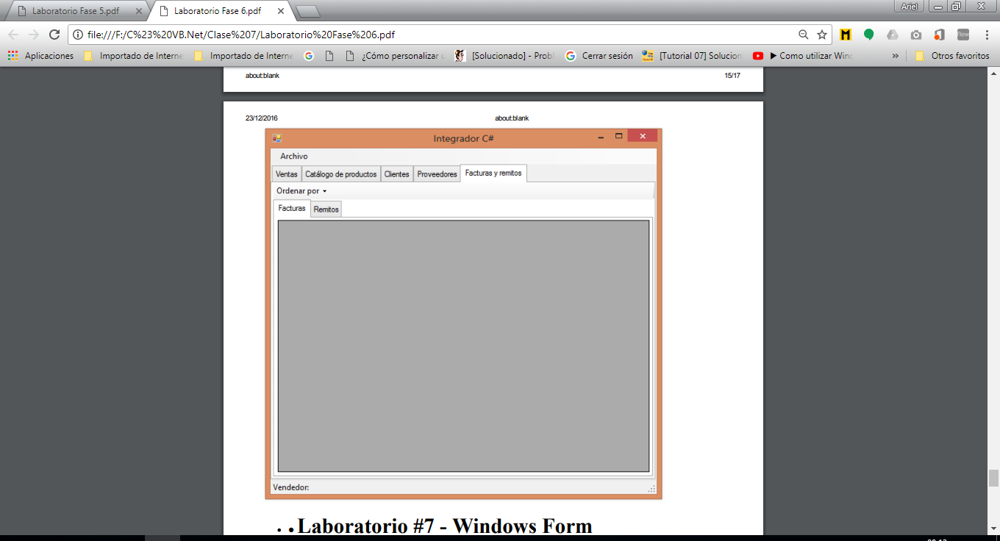 Laboratorio Fase 5.pdf
Laboratorio Fase 6.pdf
Ariel
file:///F:/C%23%20VB.Net/Clase%207/Laboratorio%20Fase%206.pdf
Aplicaciones
Importado de Interne
Importado de Interne
¿Cómo personalizar
[Solucionado] - Probl
Cerrar sesión
[Tutorial 07] Solucion
► Como utilizar Winc
»
Otros favoritos
about:blank
15/17
23/12/2016
about:blank
Integrador C#
Archivo
Ventas
Catálogo de productos
Clientes
Proveedores
Facturas y remitos
Ordenar por
Facturas
Remitos
Vendedor:
• • Laboratorio #7 - Windows Form